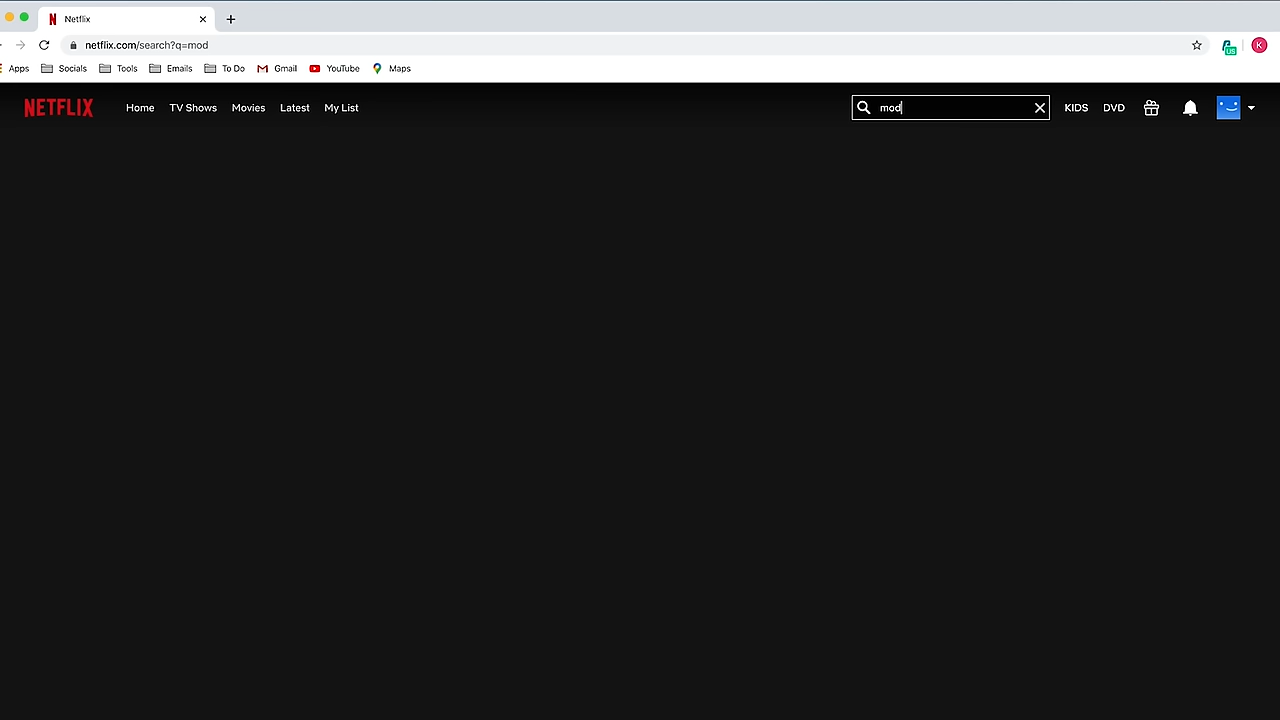 Netflix
netflix.com/search?q=mod
Apps Socials Tools Emails To Do Gmail YouTube Maps
NETFLIX Home TV Shows Movies Latest My List mod KIDS DVD
US
K